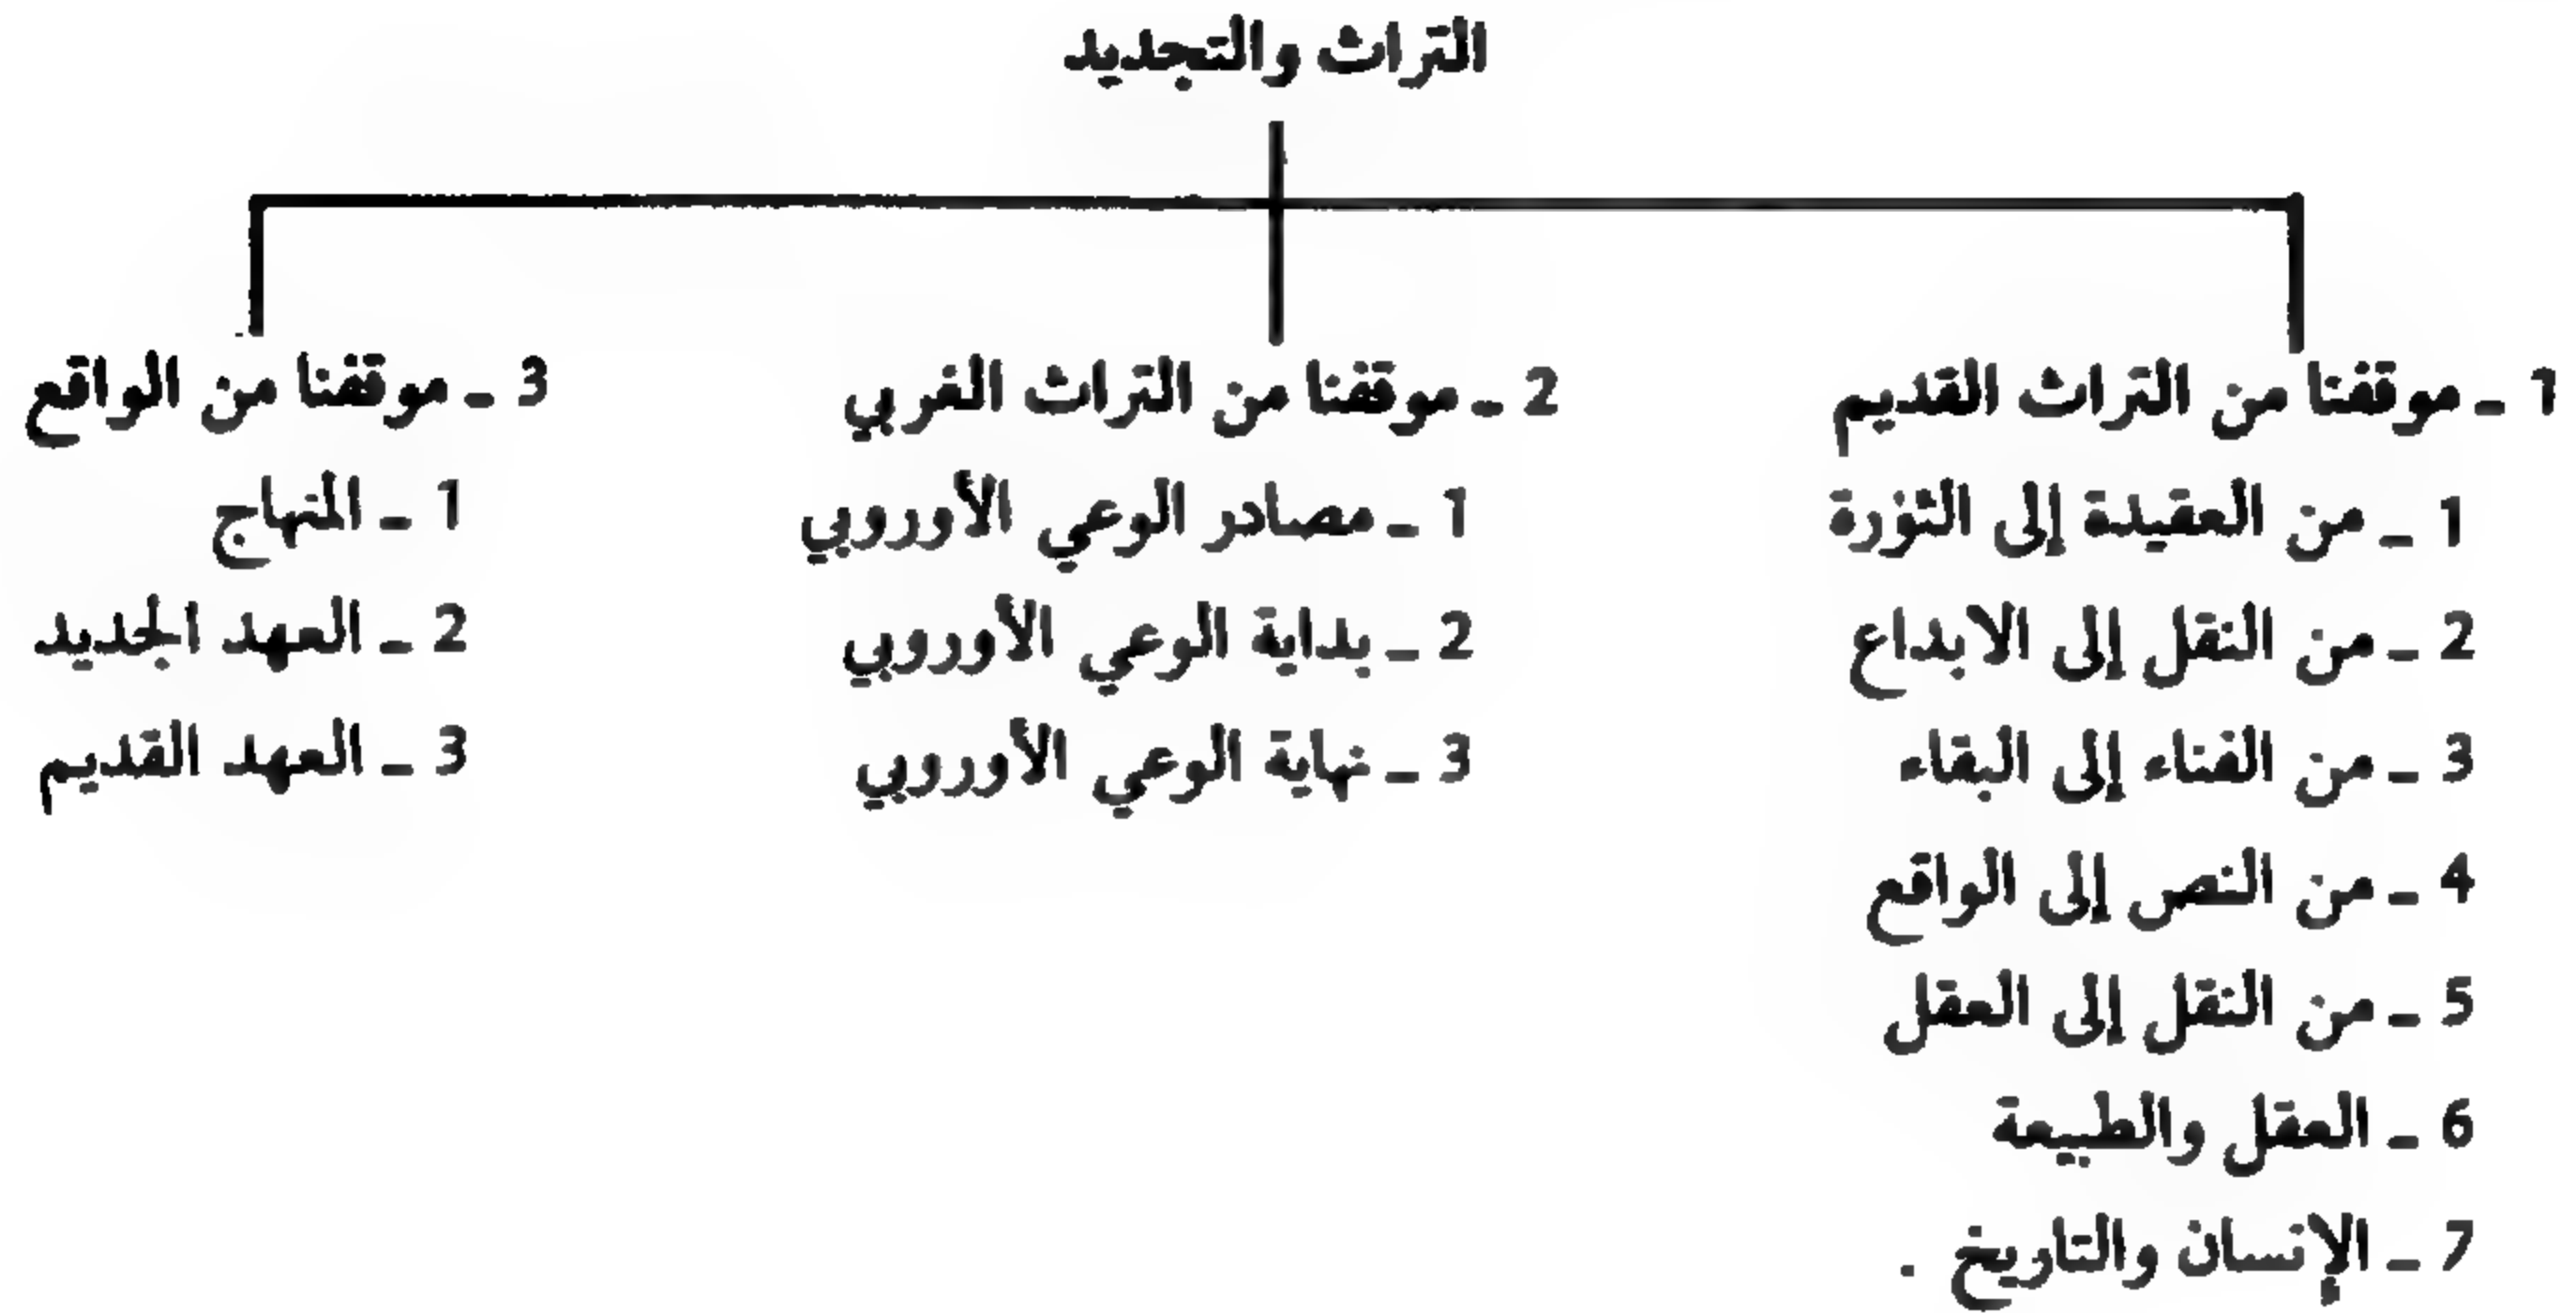 التراث والتجديد
1 ـ موقفنا من التراث القديم
1 ـ من العقيدة إلى الثورة
2 ـ من النقل إلى الابداع
3 ـ من الفناء إلى البقاء
4 ـ من النص إلى الواقع
5 ـ من النقل إلى العقل
6 ـ العقل والطبيعة
7 ـ الإنسان والتاريخ .
2 ـ موقفنا من التراث الغربي
1 ـ مصادر الوعي الأوروبي
2 ـ بداية الوعي الأوروبي
3 ـ نهاية الوعي الأوروبي
3 ـ موقفنا من الواقع
1 ـ المنهاج
2 ـ العهد الجديد
3 ـ العهد القديم